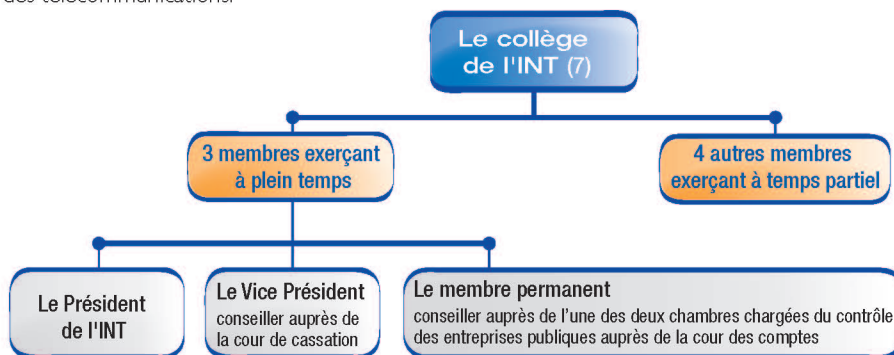 des télécommunications.
Le collège
de l'INT (7)
3 membres exerçant
à plein temps
4 autres membres
exerçant à temps partiel
Le Président
de l'INT
Le Vice Président
conseiller auprès de
la cour de cassation
Le membre permanent
conseiller auprès de l'une des deux chambres chargées du contrôle
des entreprises publiques auprès de la cour des comptes